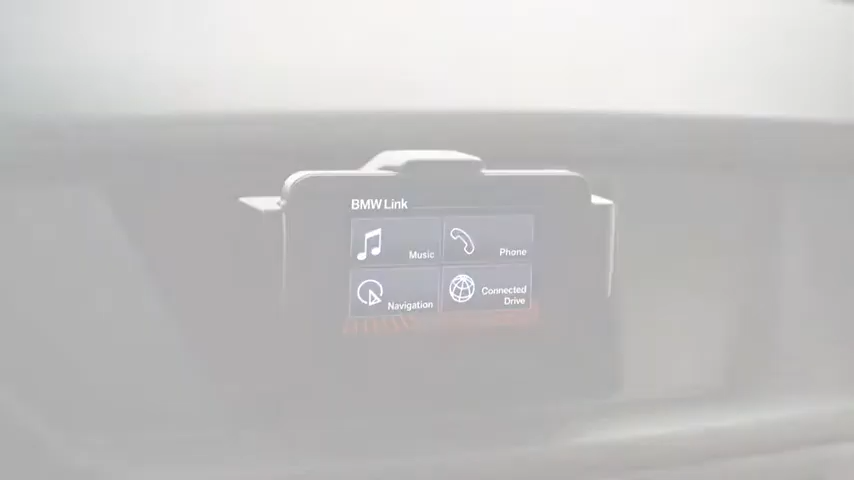 BMW Link
Music
Phone
Navigation
Connected
Drive